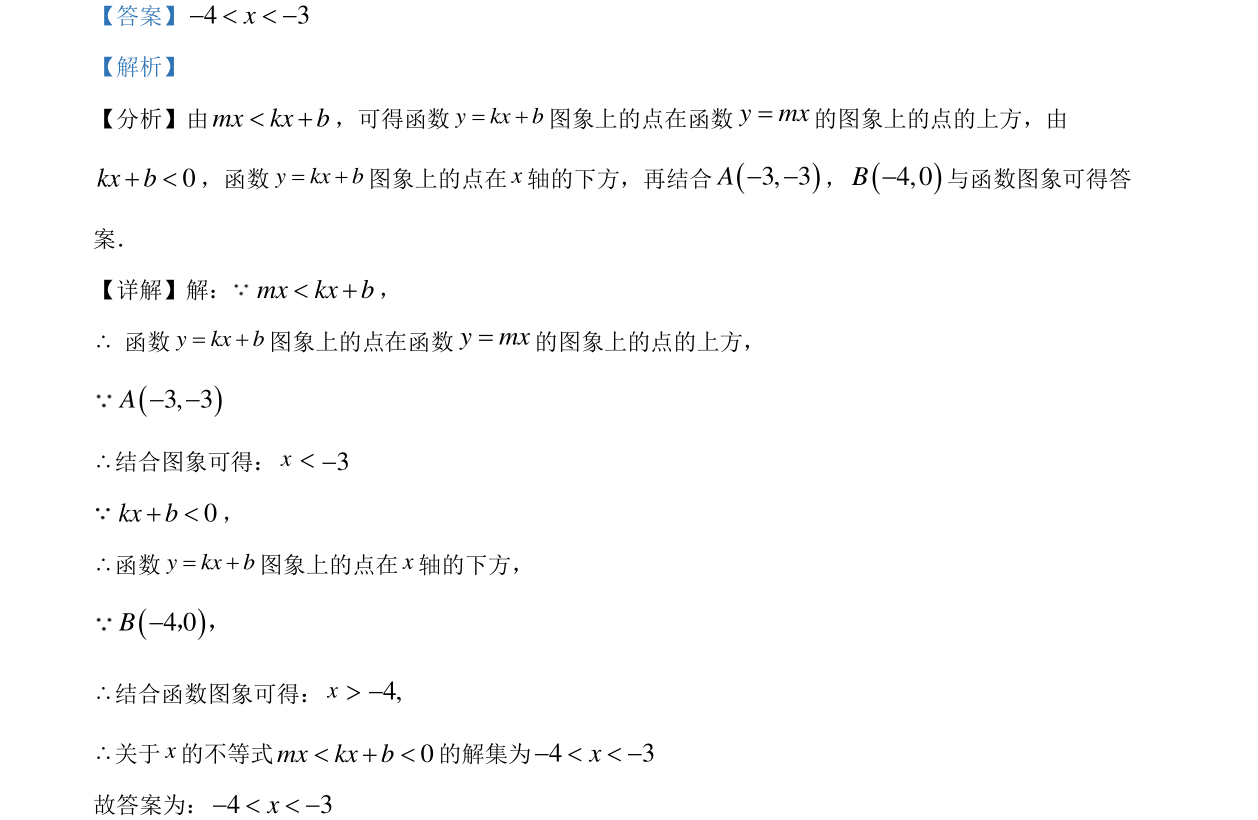 【答案】−4 < x < −3
【解析】
【分析】由mx < kx + b，可得函数 y = kx + b 图象上的点在函数 y = mx 的图象上的点的上方，由
kx + b < 0，函数 y = kx + b 图象上的点在 x 轴的下方，再结合 A(−3,−3)，B(−4,0) 与函数图象可得答
案．
【详解】解：∵ mx < kx + b，
∴ 函数 y = kx + b 图象上的点在函数 y = mx 的图象上的点的上方，
∵ A(−3,−3)
∴结合图象可得： x < −3
∵ kx + b < 0，
∴函数 y = kx + b 图象上的点在 x 轴的下方，
∵ B(−4,0)，
∴结合函数图象可得： x > −4,
∴关于 x 的不等式 mx < kx + b < 0 的解集为 −4 < x < −3
故答案为： −4 < x < −3